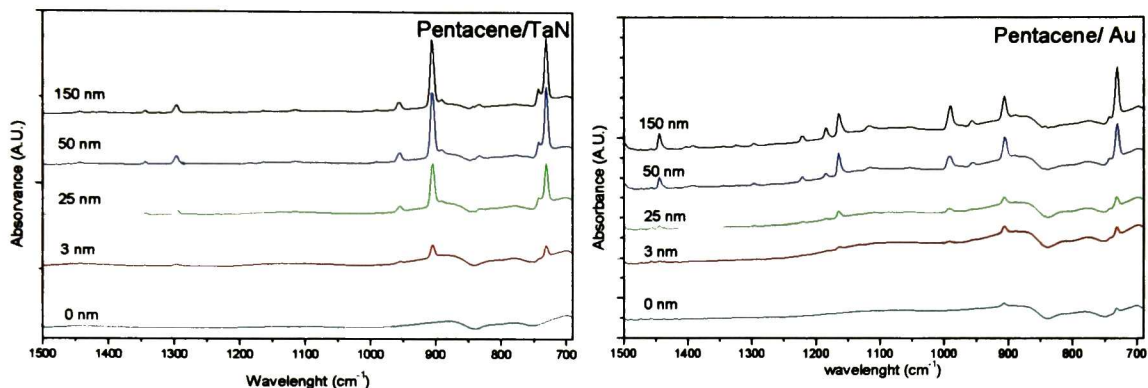 Pentacene/TaN
150 nm
50 nm
25 nm
3 nm
0 nm
Absorvance (A.U.)
1500 1400 1300 1200 1100 1000 900 800 700
Wavelenght (cm⁻¹)
Pentacene/ Au
150 nm
50 nm
25 nm
3 nm
0 nm
Absorbance (A.U.)
1500 1400 1300 1200 1100 1000 900 800 700
wavelenght (cm⁻¹)